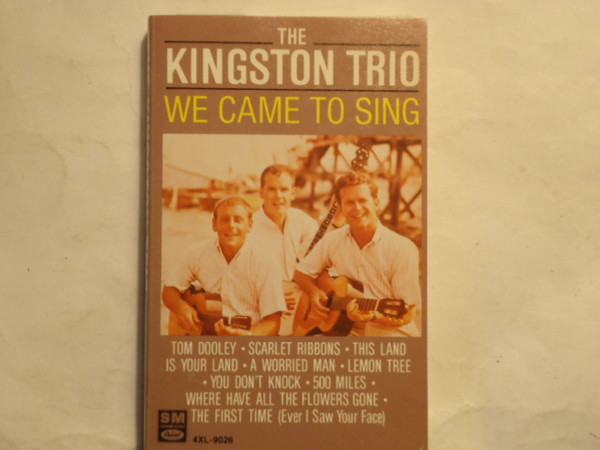 THE
KINGSTON TRIO
WE CAME TO SING
TOM DOOLEY • SCARLET RIBBONS • THIS LAND
IS YOUR LAND • A WORRIED MAN • LEMON TREE
• YOU DON'T KNOCK • 500 MILES •
WHERE HAVE ALL THE FLOWERS GONE •
THE FIRST TIME (Ever I Saw Your Face)
SM
Capitol
4XL-9026